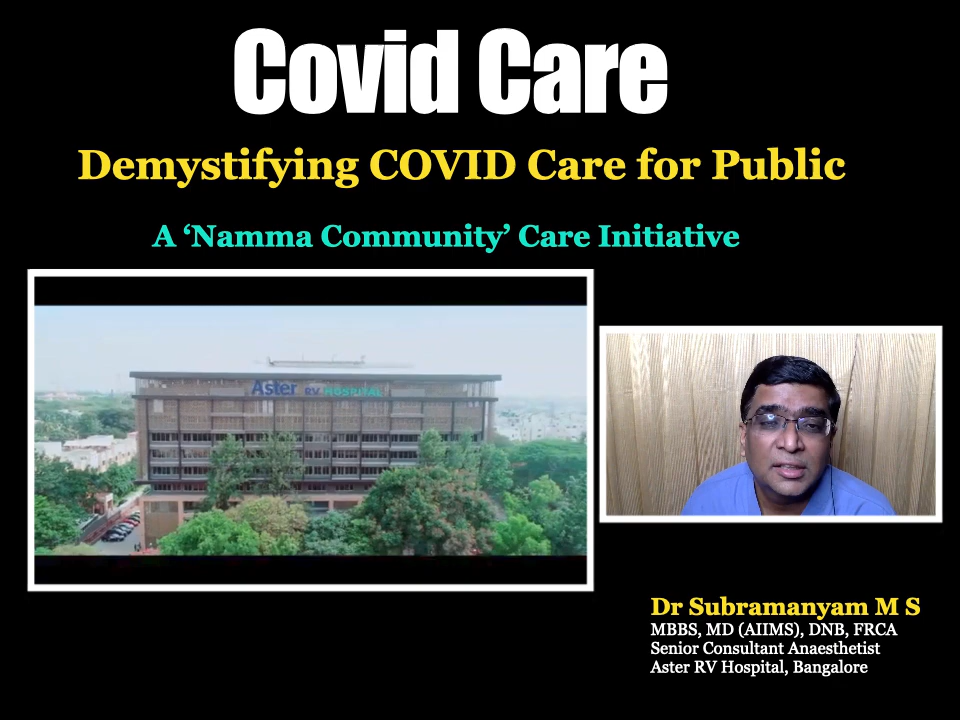 Covid Care
Demystifying COVID Care for Public
A ‘Namma Community’ Care Initiative
Aster RV HOSPITAL
Dr Subramanyam M S
MBBS, MD (AIIMS), DNB, FRCA
Senior Consultant Anaesthetist
Aster RV Hospital, Bangalore